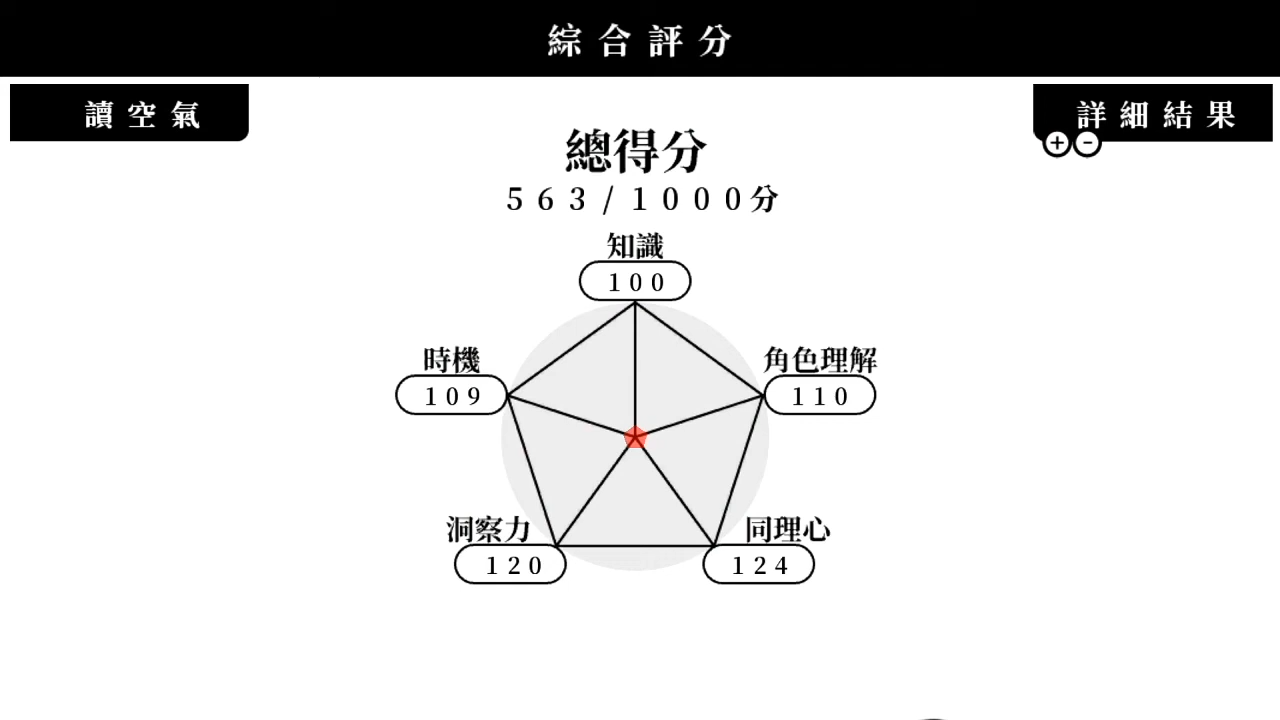 綜合評分
讀空氣
詳細結果
總得分
563/1000分
知識
100
時機
109
角色理解
110
洞察力
120
同理心
124